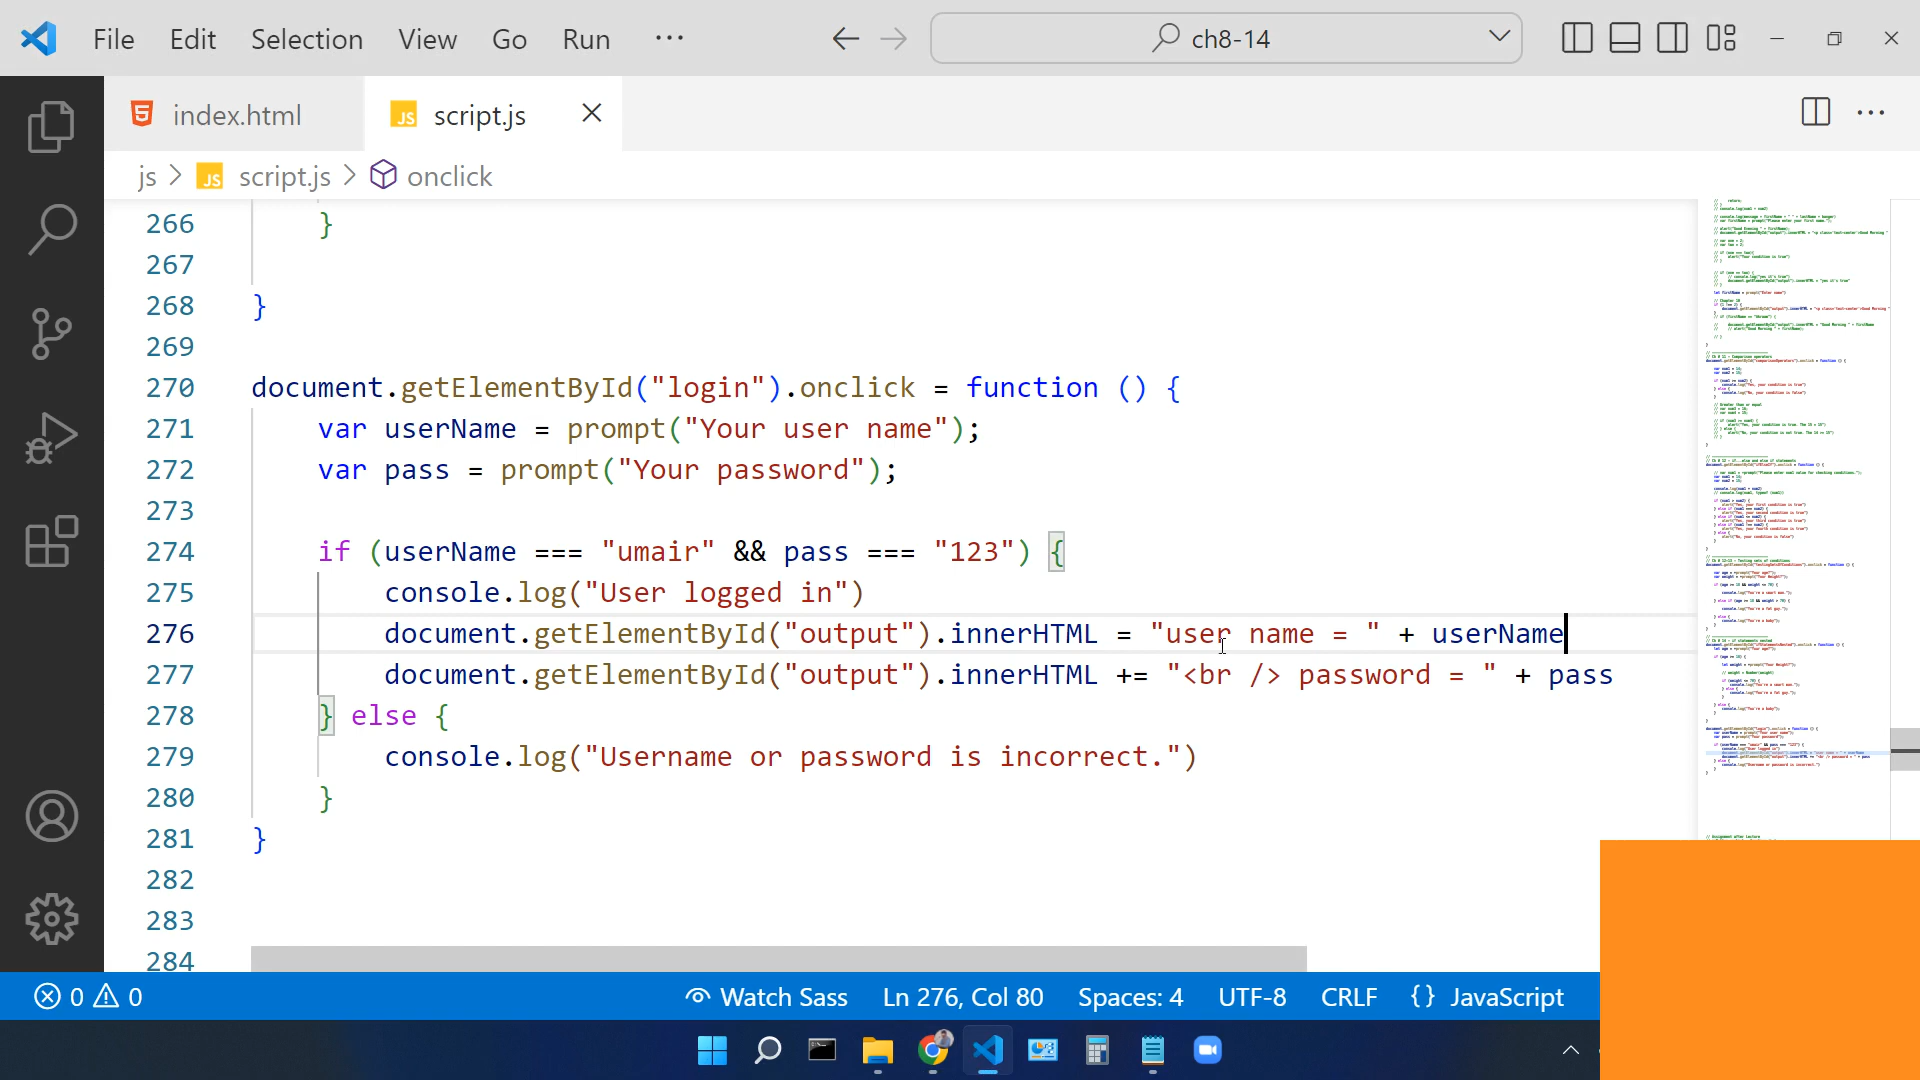 File Edit Selection View Go Run ··· ch8-14
index.html JS script.js
js > JS script.js > onclick
266 }
267
268 }
269
270 document.getElementById("login").onclick = function () {
271 var userName = prompt("Your user name");
272 var pass = prompt("Your password");
273
274 if (userName === "umair" && pass === "123") {
275 console.log("User logged in")
276 document.getElementById("output").innerHTML = "user name = " + userName
277 document.getElementById("output").innerHTML += "<br /> password = " + pass
278 } else {
279 console.log("Username or password is incorrect.")
280 }
281 }
282
283
284
0 0 Watch Sass Ln 276, Col 80 Spaces: 4 UTF-8 CRLF {} JavaScript